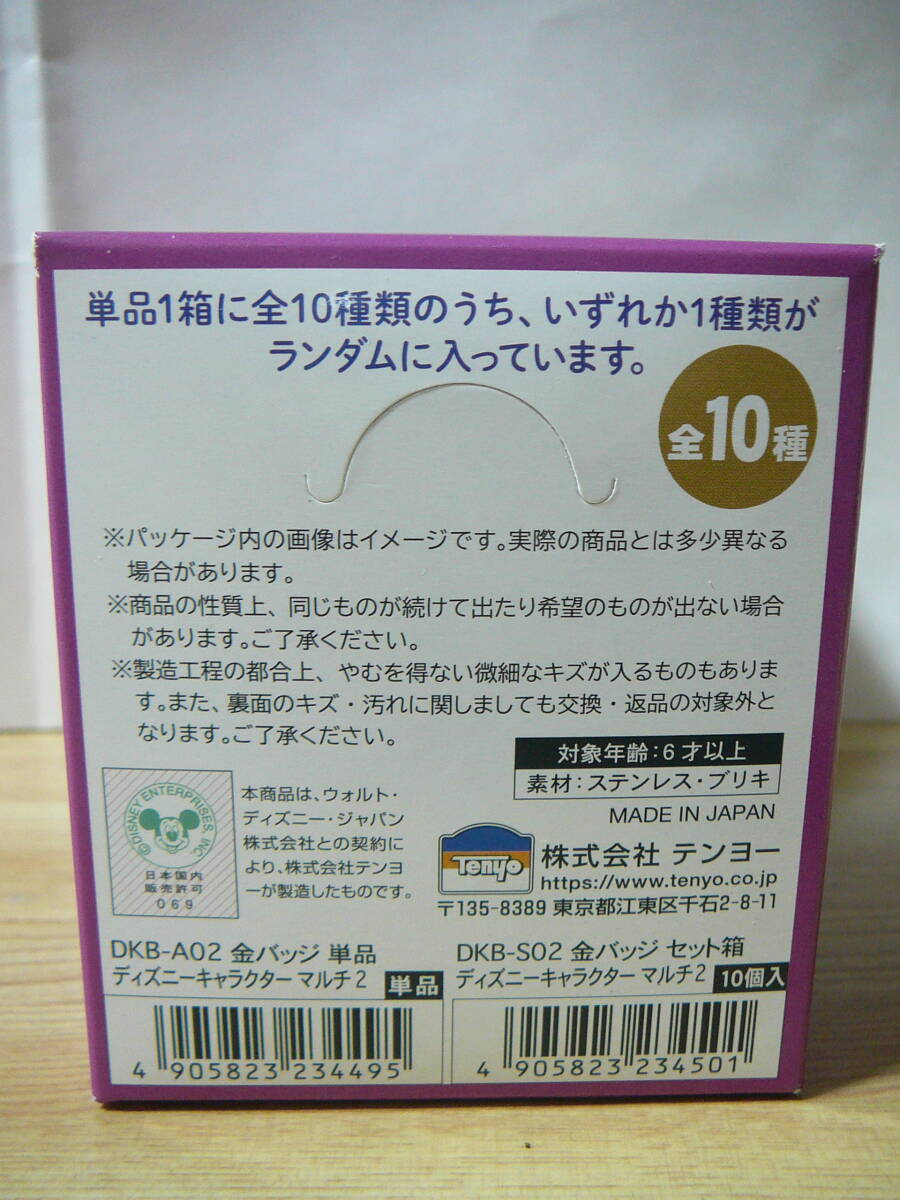 単品1箱に全10種類のうち、いずれか1種類が
ランダムに入っています。
全10種
※パッケージ内の画像はイメージです。実際の商品とは多少異なる
場合があります。
※商品の性質上、同じものが続けて出たり希望のものが出ない場合
があります。ご了承ください。
※製造工程の都合上、やむを得ない微細なキズが入るものもありま
す。また、裏面のキズ・汚れに関しましても交換・返品の対象外と
なります。ご了承ください。
対象年齢:6才以上
素材:ステンレス・ブリキ
MADE IN JAPAN
©DISNEY ENTERPRISES, INC
日本国内
販売許可
069
本商品は、ウォルト・
ディズニー・ジャパン
株式会社との契約に
より、株式会社テンヨ
ーが製造したものです。
Tenyo
株式会社 テンヨー
https://www.tenyo.co.jp
〒135-8389 東京都江東区千石2-8-11
DKB-A02 金バッジ 単品
ディズニーキャラクター マルチ2 単品
4 905823 234495
DKB-S02 金バッジ セット箱
ディズニーキャラクター マルチ2 10個入
4 905823 234501